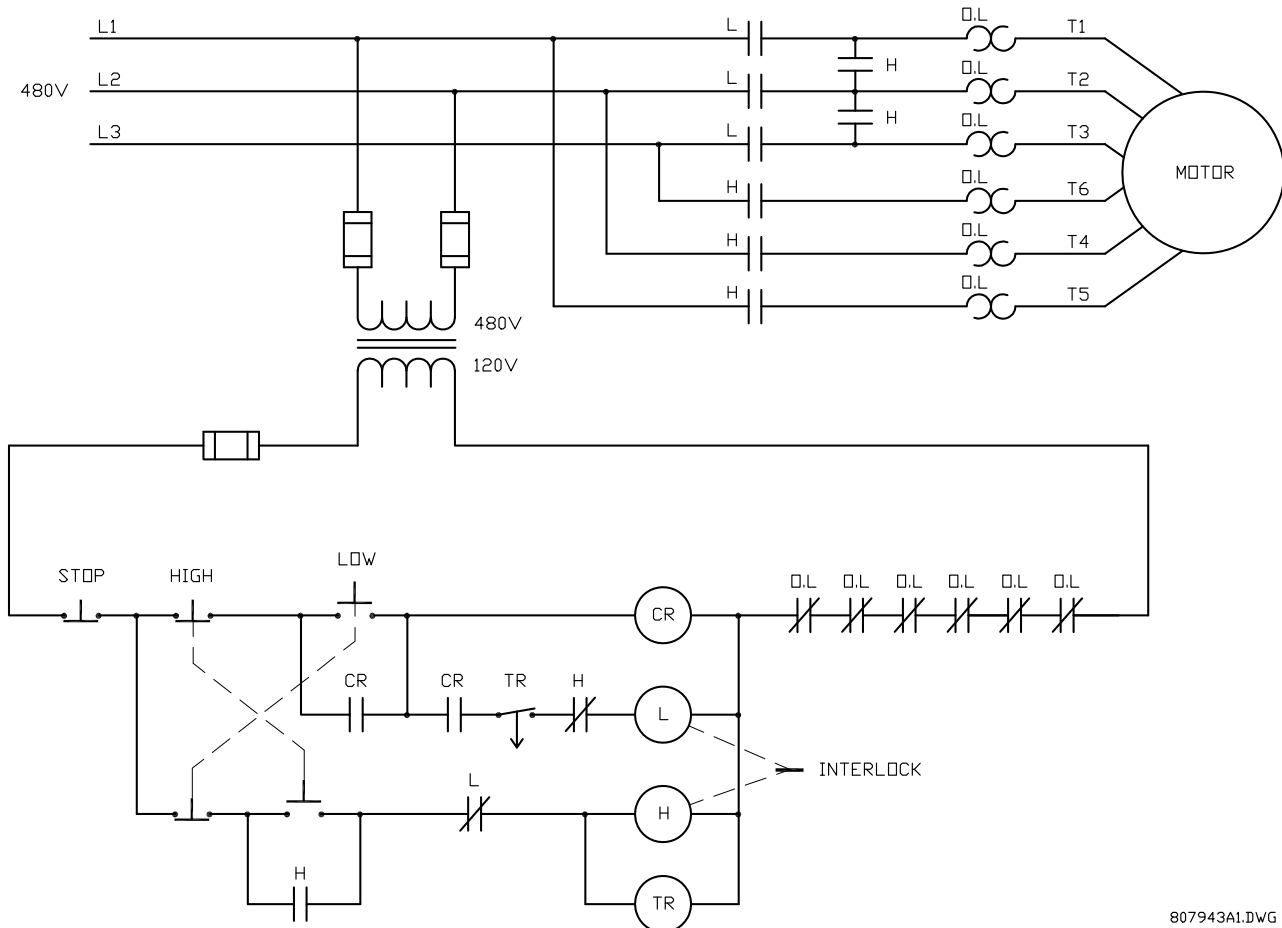 L1
L
O.L
T1
H
480V
L2
L
O.L
T2
H
L3
L
O.L
T3
MOTOR
H
O.L
T6
H
O.L
T4
H
O.L
T5
480V
120V
STOP
HIGH
LOW
CR
O.L
O.L
O.L
O.L
O.L
O.L
CR
CR
TR
H
L
INTERLOCK
L
H
H
TR
807943A1.DWG